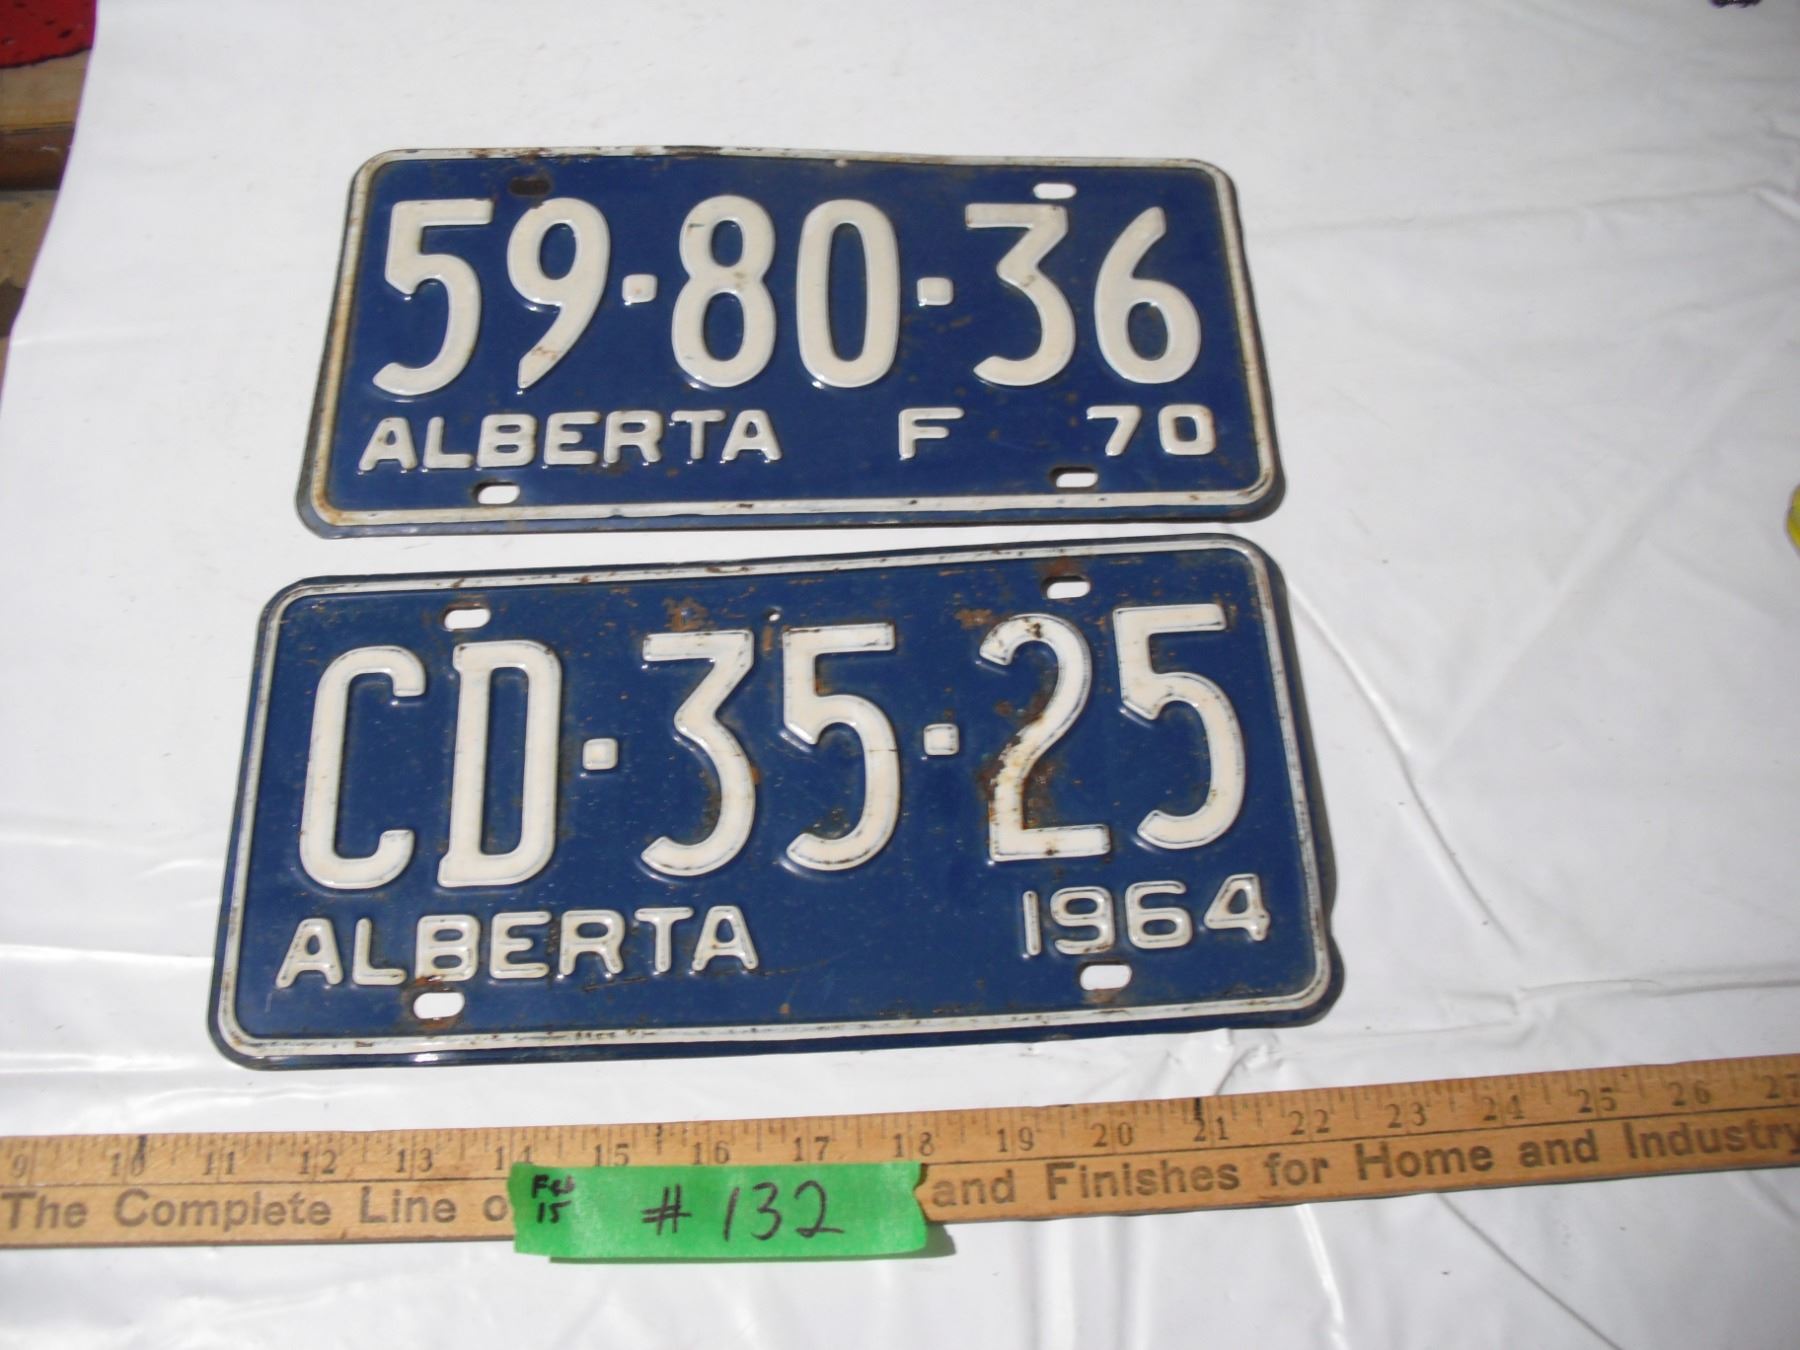 59·80·36
ALBERTA F 70
CD·35·25
ALBERTA 1964
9 10 11 12 13 14 15 16 17 18 19 20 21 22 23 24 25 26 27
The Complete Line o and Finishes for Home and Industry
Feb 15 # 132